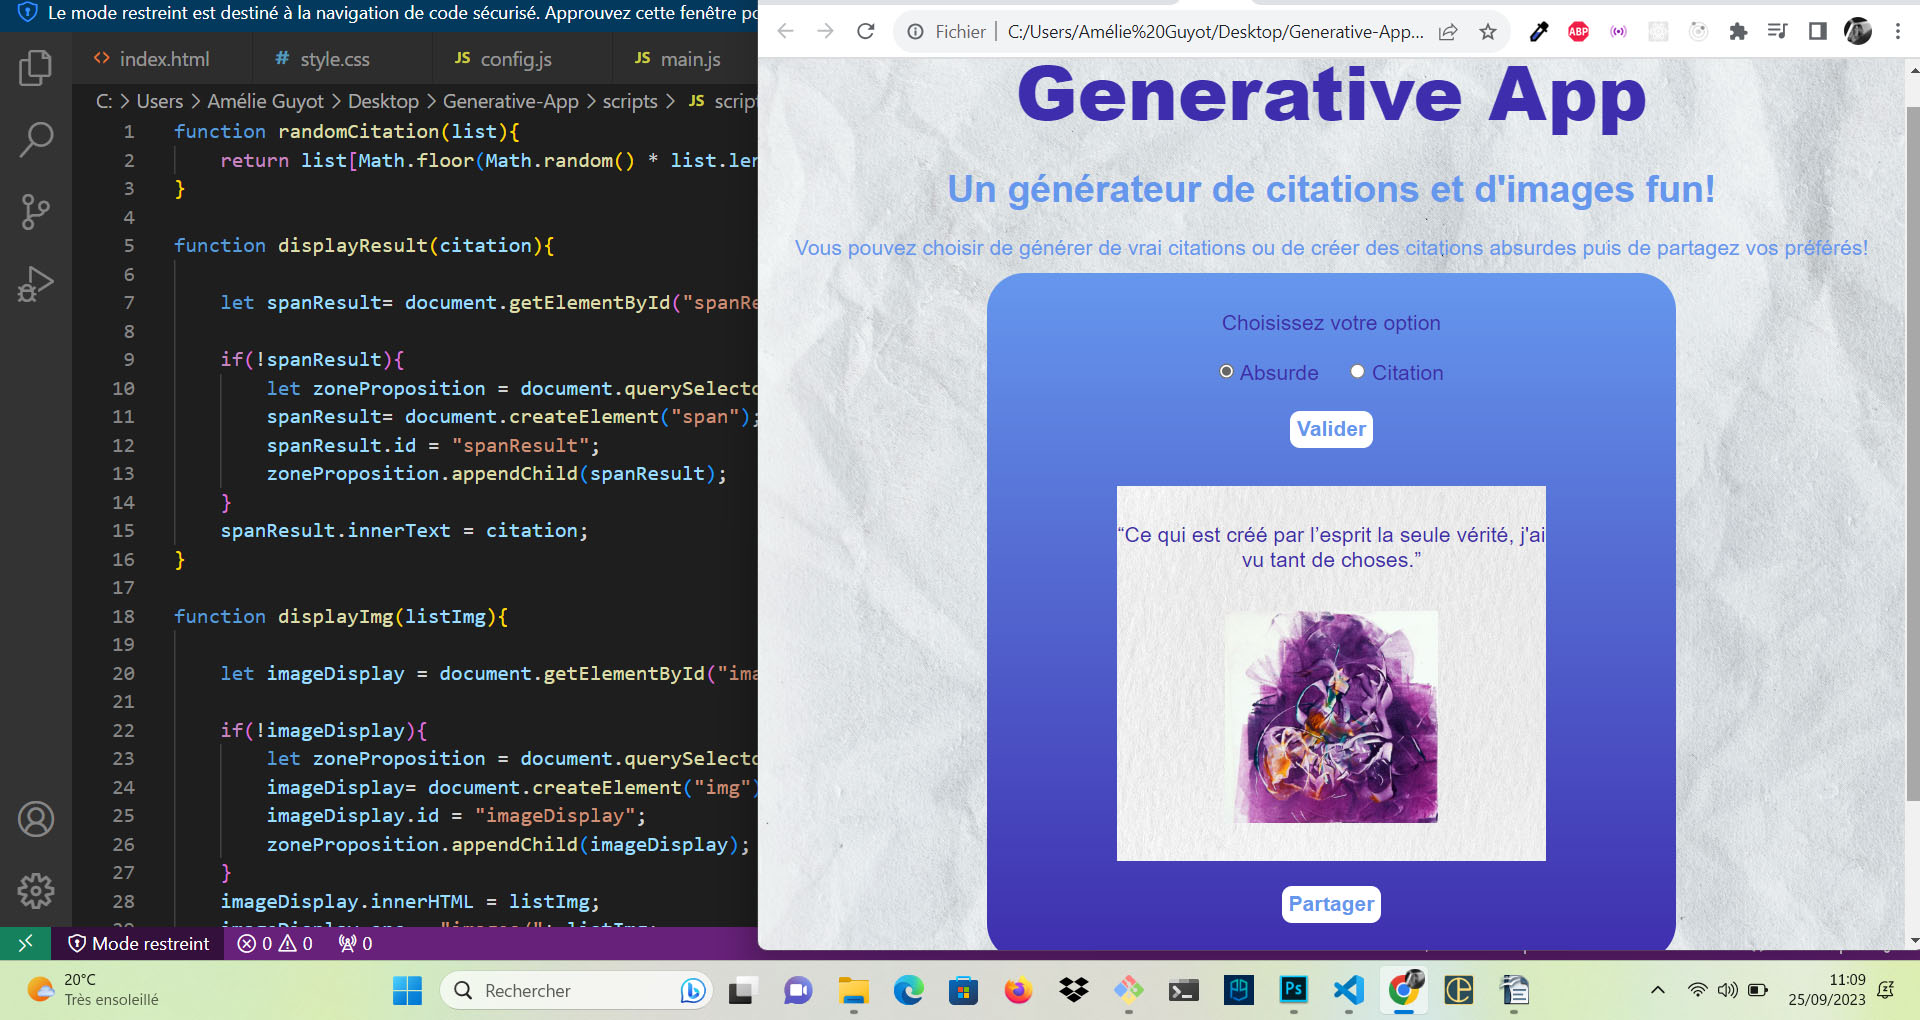 Le mode restreint est destiné à la navigation de code sécurisé. Approuvez cette fenêtre
index.html
style.css
JS config.js
JS main.js
C: > Users > Amélie Guyot > Desktop > Generative-App > scripts > JS
1 function randomCitation(list){
2 return list[Math.floor(Math.random() * list.
3 }
4
5 function displayResult(citation){
6
7 let spanResult= document.getElementById("
8
9 if(!spanResult){
10 let zoneProposition = document.
11 spanResult= document.createElement("span");
12 spanResult.id = "spanResult";
13 zoneProposition.appendChild(spanResult);
14 }
15 spanResult.innerText = citation;
16 }
17
18 function displayImg(listImg){
19
20 let imageDisplay = document.getElementById("
21
22 if(!imageDisplay){
23 let zoneProposition = document.
24 imageDisplay= document.createElement("img")
25 imageDisplay.id = "imageDisplay";
26 zoneProposition.appendChild(imageDisplay);
27 }
28 imageDisplay.innerHTML = listImg;
Mode restreint 0 0 0
Fichier | C:/Users/Amélie%20Guyot/Desktop/Generative-App...
ABP
Generative App
Un générateur de citations et d'images fun!
Vous pouvez choisir de générer de vrai citations ou de créer des citations absurdes puis de partagez vos préférés!
Choisissez votre option
Absurde Citation
Valider
“Ce qui est créé par l’esprit la seule vérité, j'ai
vu tant de choses.”
Partager
20°C
Très ensoleillé
Rechercher
Ps
11:09
25/09/2023